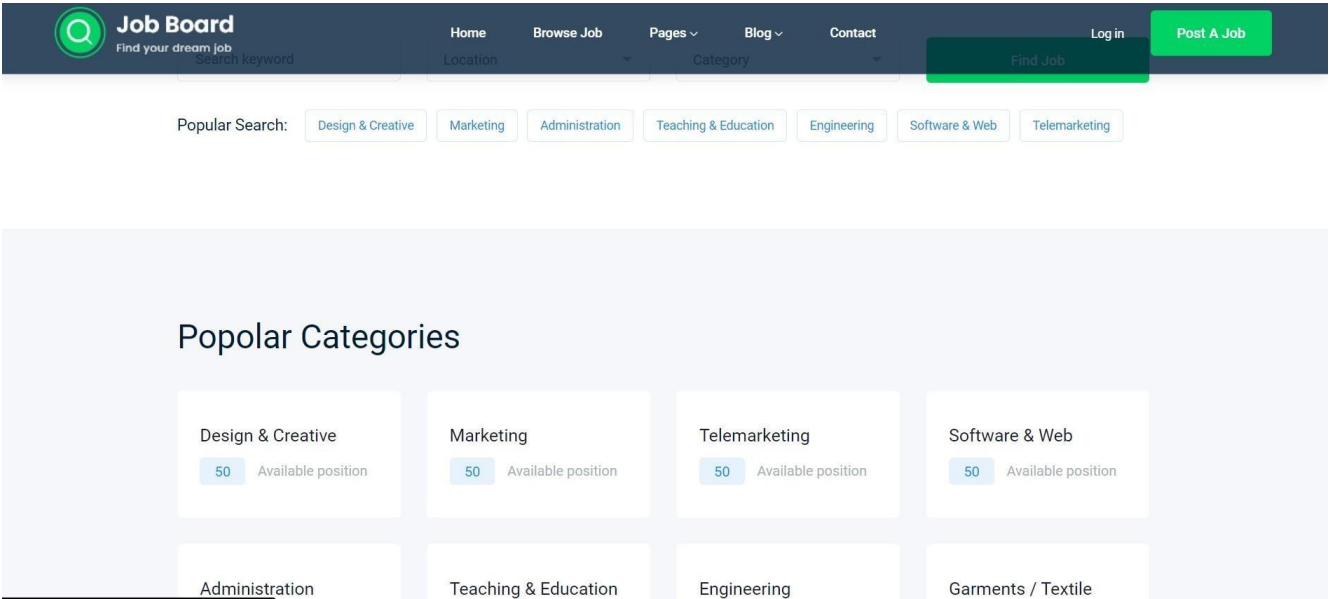 Job Board
Find your dream job
Home Browse Job Pages Blog Contact Log in Post A Job
Search keyword Location Category Find Job
Popular Search: Design & Creative Marketing Administration Teaching & Education Engineering Software & Web Telemarketing
Popolar Categories
Design & Creative Marketing Telemarketing Software & Web
50 Available position 50 Available position 50 Available position 50 Available position
Administration Teaching & Education Engineering Garments / Textile